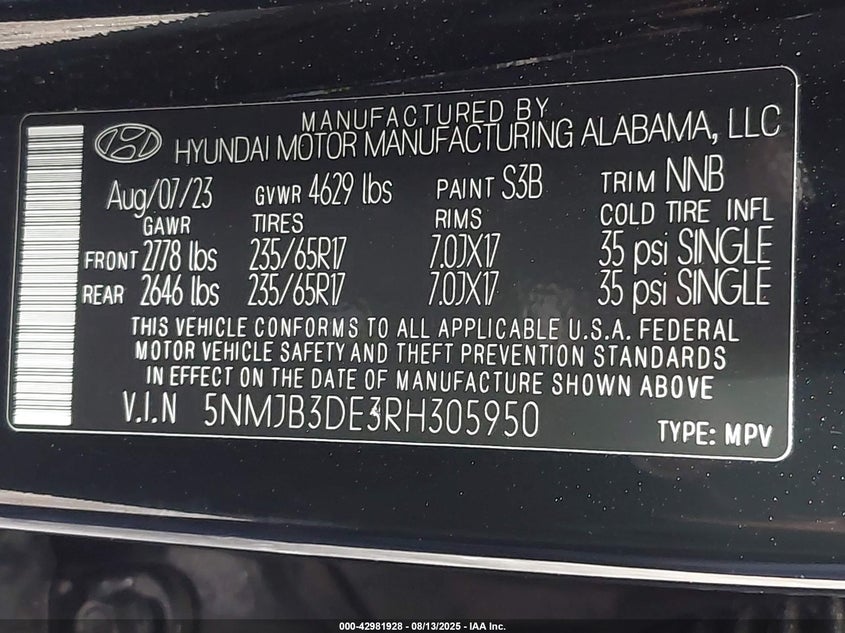 MANUFACTURED BY
HYUNDAI MOTOR MANUFACTURING ALABAMA, LLC
Aug/07/23 GVWR 4629 lbs PAINT S3B TRIM NNB
GAWR TIRES RIMS COLD TIRE INFL
FRONT 2778 lbs 235/65R17 7.0JX17 35 psi SINGLE
REAR 2646 lbs 235/65R17 7.0JX17 35 psi SINGLE
THIS VEHICLE CONFORMS TO ALL APPLICABLE U.S.A. FEDERAL
MOTOR VEHICLE SAFETY AND THEFT PREVENTION STANDARDS
IN EFFECT ON THE DATE OF MANUFACTURE SHOWN ABOVE
V.I.N 5NMJB3DE3RH305950
TYPE: MPV
000-42981928 - 08/13/2025 - IAA Inc.